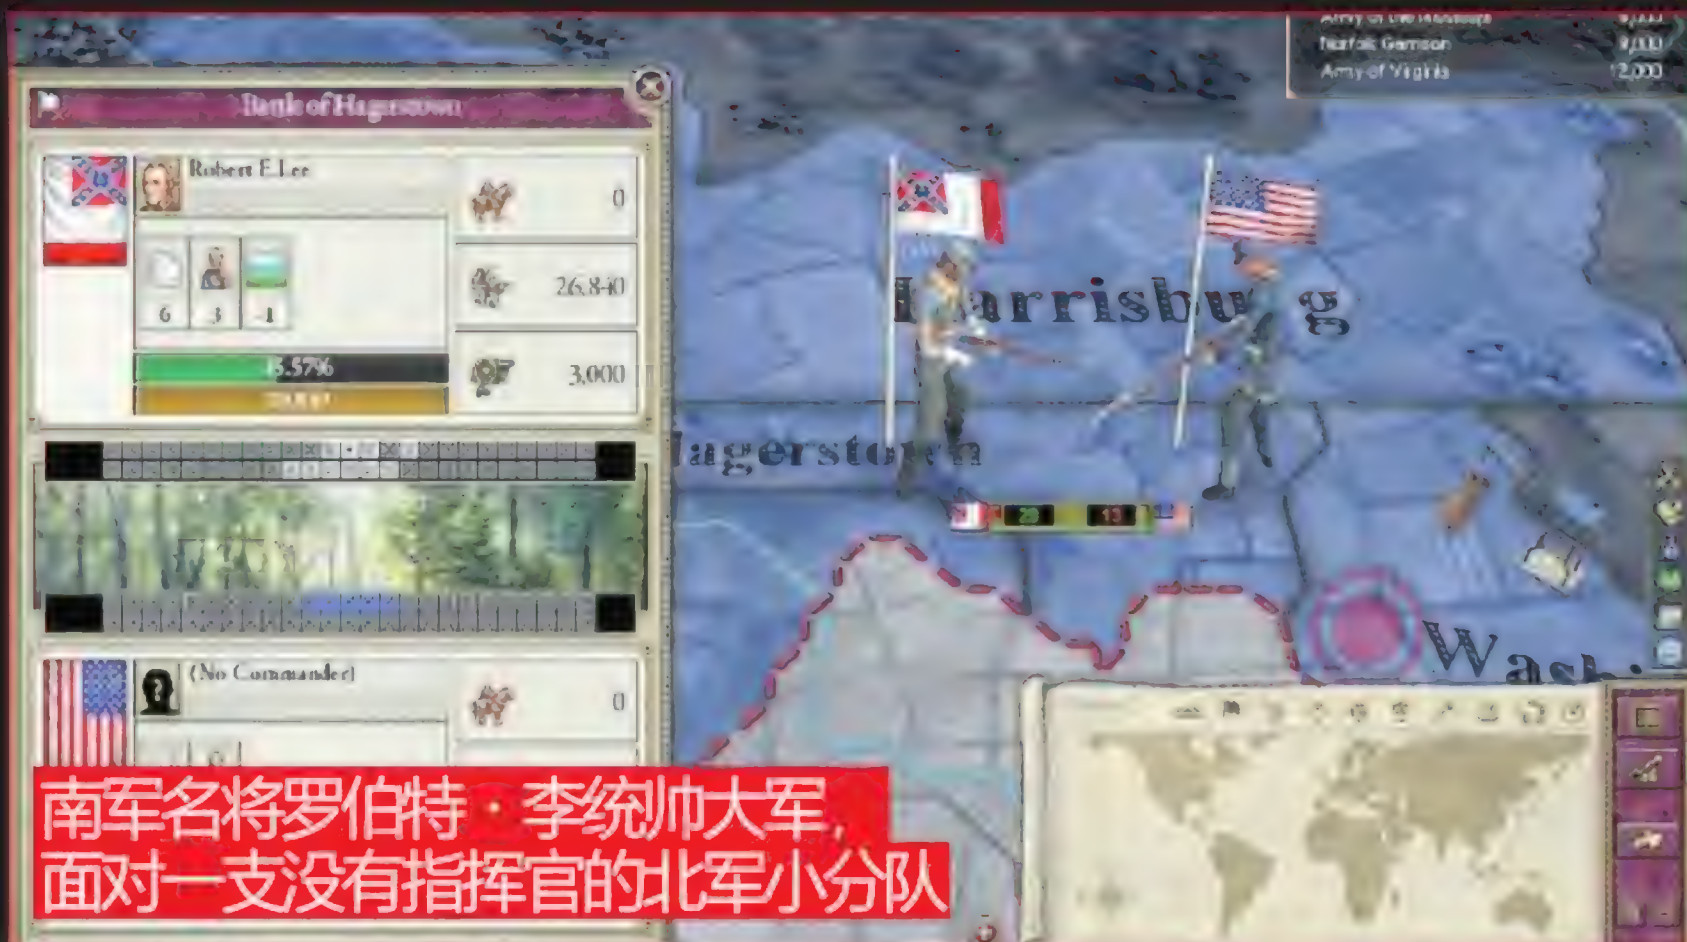 Norfolk Garrison 9,000
Army of Virginia 12,000
Battle of Hagerstown
Robert E.Lee
0
26,840
6 3
3,000
Harrisburg
Hagerstown
(No Commander)
0
南军名将罗伯特·李统帅大军,
面对一支没有指挥官的北军小分队